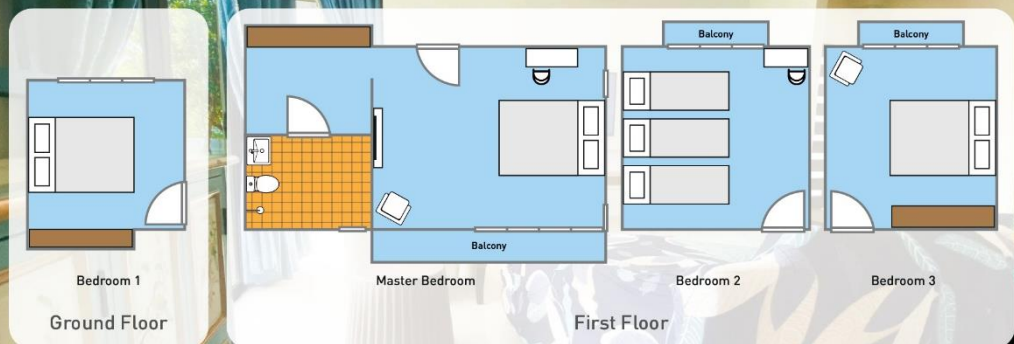 Balcony
Balcony
Balcony
Bedroom 1
Master Bedroom
Bedroom 2
Bedroom 3
Ground Floor
First Floor